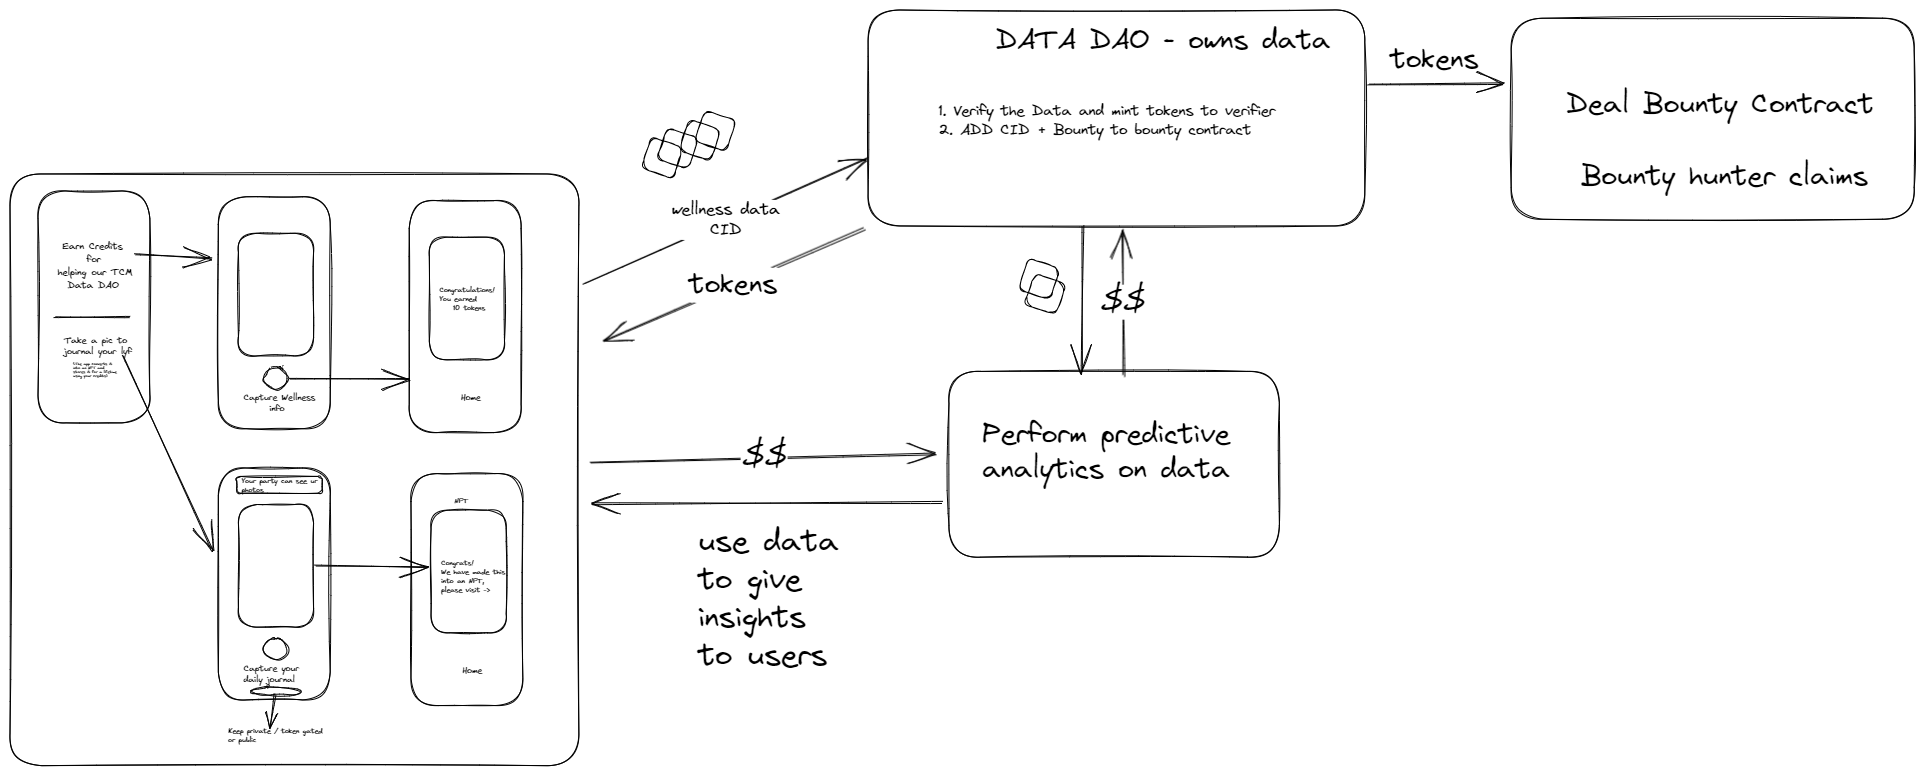 DATA DAO - owns data
1. Verify the Data and mint tokens to verifier
2. ADD CID + Bounty to bounty contract
tokens
Deal Bounty Contract
Bounty hunter claims
wellness data
CID
tokens
$$
Perform predictive
analytics on data
$$
use data
to give
insights
to users
Earn Credits
for
helping our TCM
Data DAO
Take a pic to
journal your lyf
Capture Wellness
info
Congratulations!
You earned
10 tokens
Home
Your party can see ur
photos
Capture your
daily journal
Keep private / token gated
or public
NFT
Congrats!
We have made this
into an NFT,
please visit ->
Home